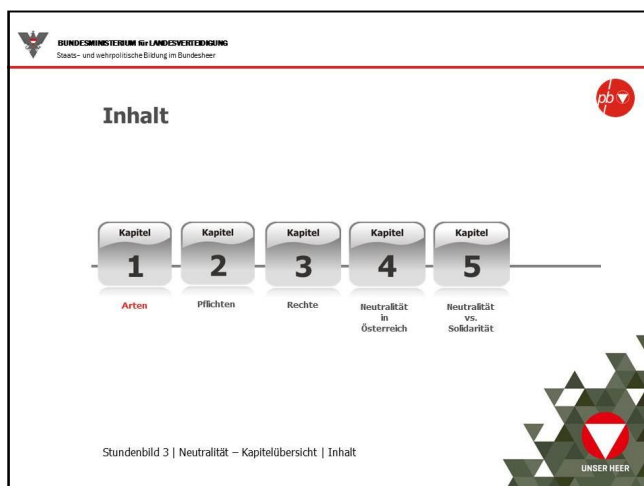 BUNDESMINISTERIUM für LANDESVERTEIDIGUNG
Staats- und wehrpolitische Bildung im Bundesheer
pb
Inhalt
Kapitel
1
Arten
Kapitel
2
Pflichten
Kapitel
3
Rechte
Kapitel
4
Neutralität
in
Österreich
Kapitel
5
Neutralität
vs.
Solidarität
Stundenbild 3 | Neutralität – Kapitelübersicht | Inhalt
UNSER HEER